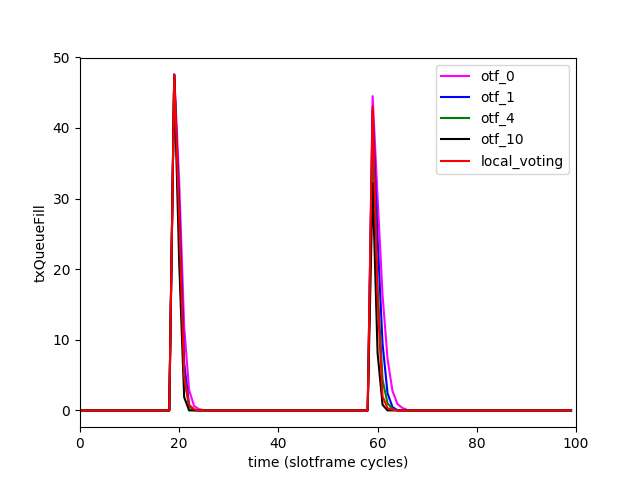 50
40
30
20
10
0
txQueueFill
0 20 40 60 80 100
time (slotframe cycles)
otf_0
otf_1
otf_4
otf_10
local_voting